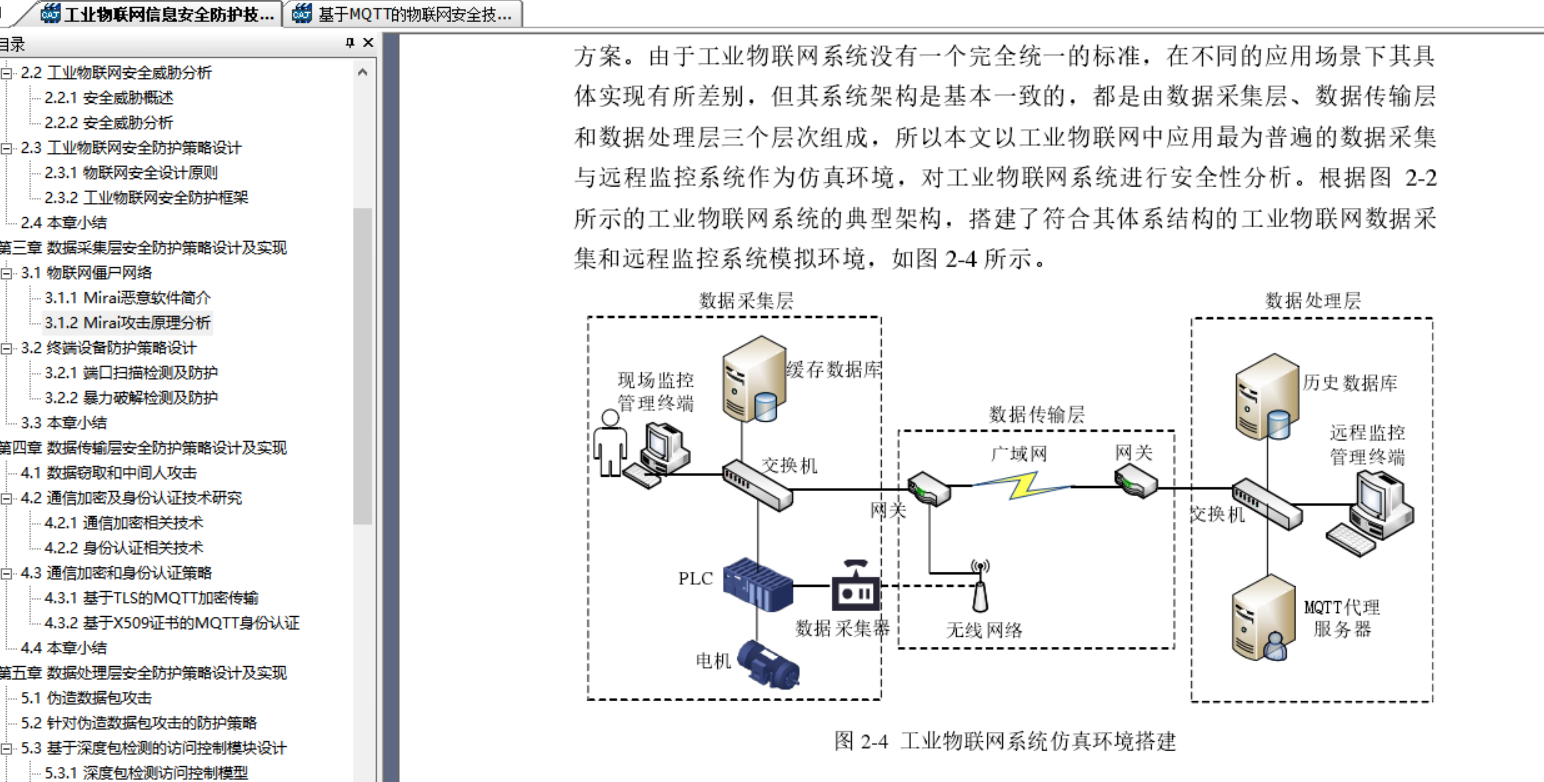 工业物联网信息安全防护技...
基于MQTT的物联网安全技...
目录
2.2 工业物联网安全威胁分析
2.2.1 安全威胁概述
2.2.2 安全威胁分析
2.3 工业物联网安全防护策略设计
2.3.1 物联网安全设计原则
2.3.2 工业物联网安全防护框架
2.4 本章小结
第三章 数据采集层安全防护策略设计及实现
3.1 物联网僵尸网络
3.1.1 Mirai恶意软件简介
3.1.2 Mirai攻击原理分析
3.2 终端设备防护策略设计
3.2.1 端口扫描检测及防护
3.2.2 暴力破解检测及防护
3.3 本章小结
第四章 数据传输层安全防护策略设计及实现
4.1 数据窃取和中间人攻击
4.2 通信加密及身份认证技术研究
4.2.1 通信加密相关技术
4.2.2 身份认证相关技术
4.3 通信加密和身份认证策略
4.3.1 基于TLS的MQTT加密传输
4.3.2 基于X509证书的MQTT身份认证
4.4 本章小结
第五章 数据处理层安全防护策略设计及实现
5.1 伪造数据包攻击
5.2 针对伪造数据包攻击的防护策略
5.3 基于深度包检测的访问控制模块设计
5.3.1 深度包检测访问控制模型
方案。由于工业物联网系统没有一个完全统一的标准，在不同的应用场景下其具
体实现有所差别，但其系统架构是基本一致的，都是由数据采集层、数据传输层
和数据处理层三个层次组成，所以本文以工业物联网中应用最为普遍的数据采集
与远程监控系统作为仿真环境，对工业物联网系统进行安全性分析。根据图 2-2
所示的工业物联网系统的典型架构，搭建了符合其体系结构的工业物联网数据采
集和远程监控系统模拟环境，如图 2-4 所示。
数据采集层
数据处理层
现场监控
管理终端
缓存数据库
交换机
PLC
数据采集器
电机
数据传输层
广域网
网关
网关
无线网络
历史数据库
远程监控
管理终端
交换机
MQTT代理
服务器
图 2-4 工业物联网系统仿真环境搭建